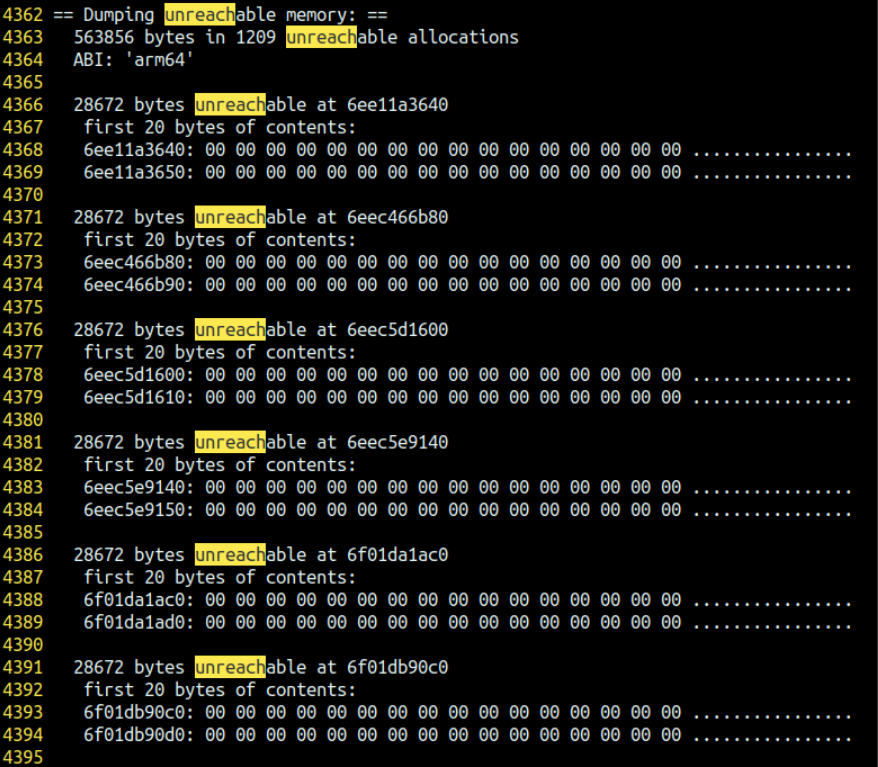 4362 == Dumping unreachable memory: ==
4363   563856 bytes in 1209 unreachable allocations
4364   ABI: 'arm64'
4365
4366   28672 bytes unreachable at 6ee11a3640
4367    first 20 bytes of contents:
4368    6ee11a3640: 00 00 00 00 00 00 00 00 00 00 00 00 00 00 00 00 ................
4369    6ee11a3650: 00 00 00 00 00 00 00 00 00 00 00 00 00 00 00 00 ................
4370
4371   28672 bytes unreachable at 6eec466b80
4372    first 20 bytes of contents:
4373    6eec466b80: 00 00 00 00 00 00 00 00 00 00 00 00 00 00 00 00 ................
4374    6eec466b90: 00 00 00 00 00 00 00 00 00 00 00 00 00 00 00 00 ................
4375
4376   28672 bytes unreachable at 6eec5d1600
4377    first 20 bytes of contents:
4378    6eec5d1600: 00 00 00 00 00 00 00 00 00 00 00 00 00 00 00 00 ................
4379    6eec5d1610: 00 00 00 00 00 00 00 00 00 00 00 00 00 00 00 00 ................
4380
4381   28672 bytes unreachable at 6eec5e9140
4382    first 20 bytes of contents:
4383    6eec5e9140: 00 00 00 00 00 00 00 00 00 00 00 00 00 00 00 00 ................
4384    6eec5e9150: 00 00 00 00 00 00 00 00 00 00 00 00 00 00 00 00 ................
4385
4386   28672 bytes unreachable at 6f01da1ac0
4387    first 20 bytes of contents:
4388    6f01da1ac0: 00 00 00 00 00 00 00 00 00 00 00 00 00 00 00 00 ................
4389    6f01da1ad0: 00 00 00 00 00 00 00 00 00 00 00 00 00 00 00 00 ................
4390
4391   28672 bytes unreachable at 6f01db90c0
4392    first 20 bytes of contents:
4393    6f01db90c0: 00 00 00 00 00 00 00 00 00 00 00 00 00 00 00 00 ................
4394    6f01db90d0: 00 00 00 00 00 00 00 00 00 00 00 00 00 00 00 00 ................
4395